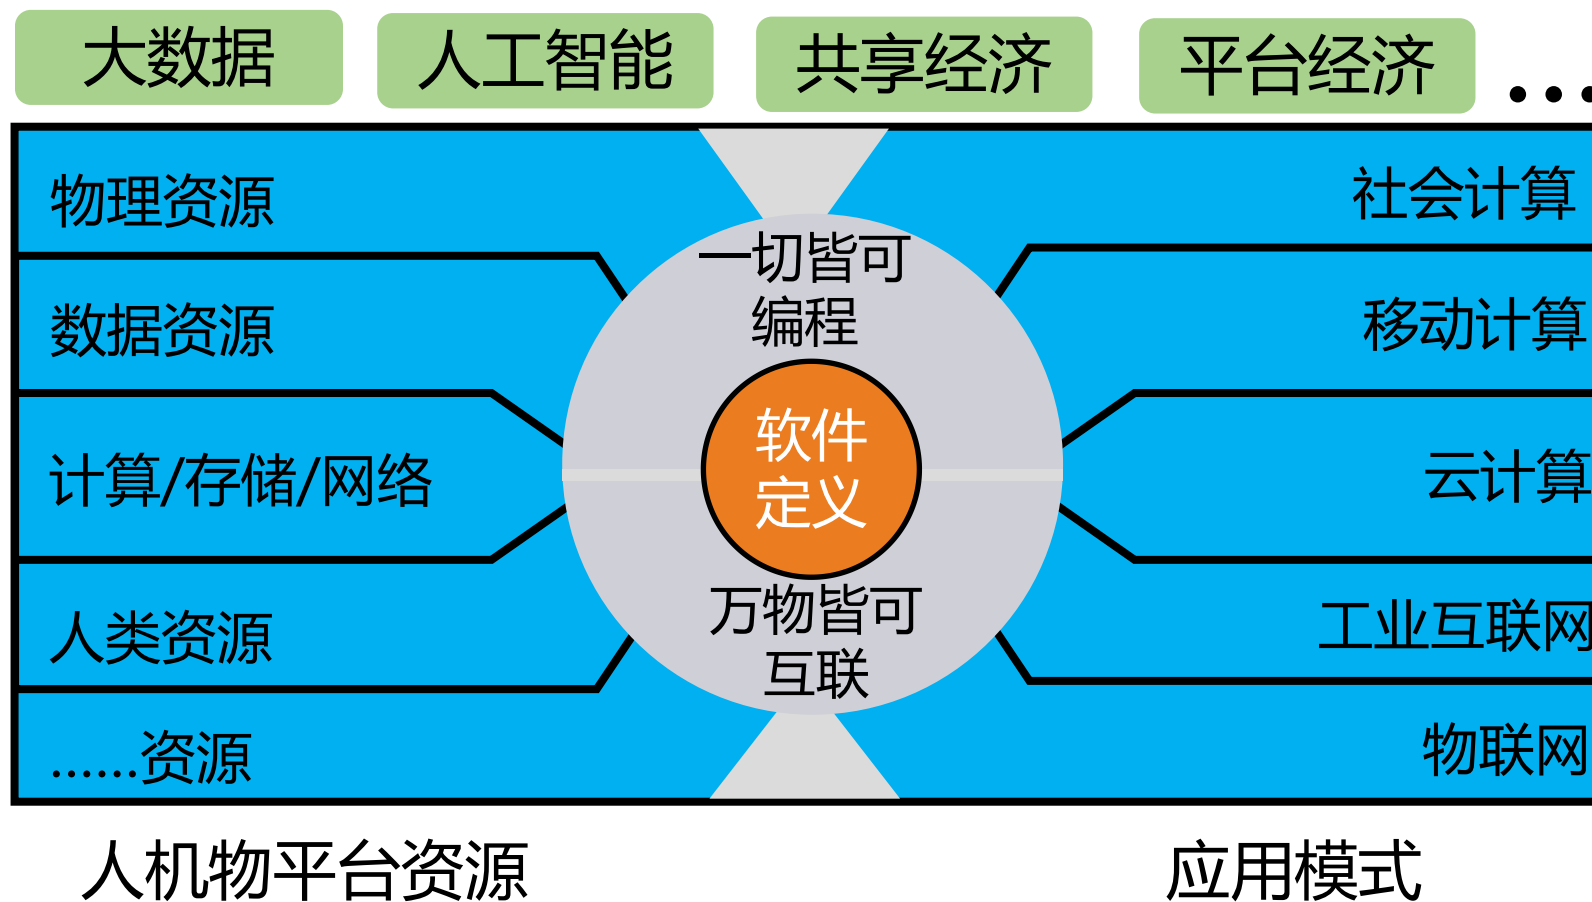 大数据
人工智能
共享经济
平台经济
...
物理资源
数据资源
计算/存储/网络
人类资源
......资源
一切皆可
编程
软件
定义
万物皆可
互联
社会计算
移动计算
云计算
工业互联网
物联网
人机物平台资源
应用模式